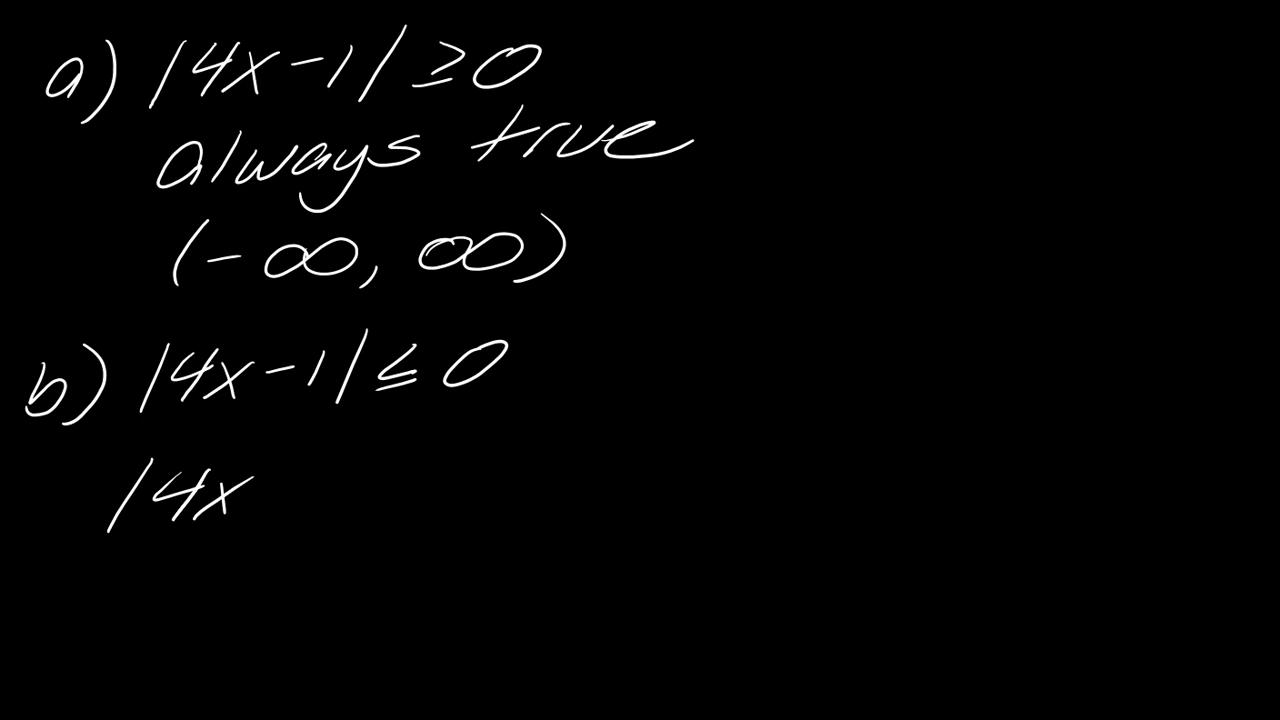 a) |4x-1| ≥ 0
always true
(-∞, ∞)
b) |4x-1| ≤ 0
|4x